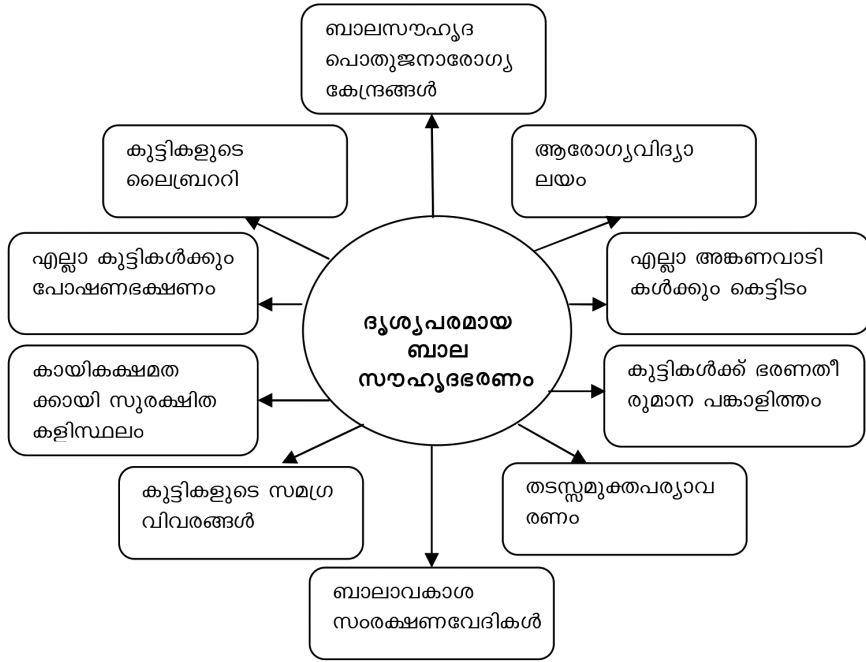 ബാലസൗഹൃദ
പൊതുജനാരോഗ്യ
കേന്ദ്രങ്ങൾ
കുട്ടികളുടെ
ലൈബ്രററി
ആരോഗ്യവിദ്യാ
ലയം
എല്ലാ കുട്ടികൾക്കും
പോഷണഭക്ഷണം
എല്ലാ അങ്കണവാടി
കൾക്കും കെട്ടിടം
ദൃശ്യപരമായ
ബാല
സൗഹൃദഭരണം
കായികക്ഷമത
ക്കായി സുരക്ഷിത
കളിസ്ഥലം
കുട്ടികൾക്ക് ഭരണതീ
രുമാന പങ്കാളിത്തം
കുട്ടികളുടെ സമഗ്ര
വിവരങ്ങൾ
തടസ്സമുക്തപര്യാവ
രണം
ബാലാവകാശ
സംരക്ഷണവേദികൾ